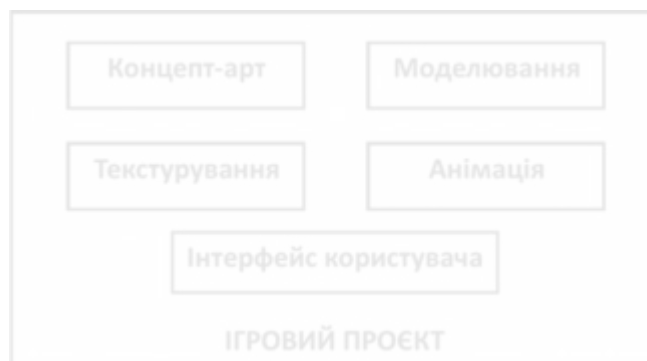 Концепт-арт
Моделювання
Текстурування
Анімація
Інтерфейс користувача
ІГРОВИЙ ПРОЄКТ